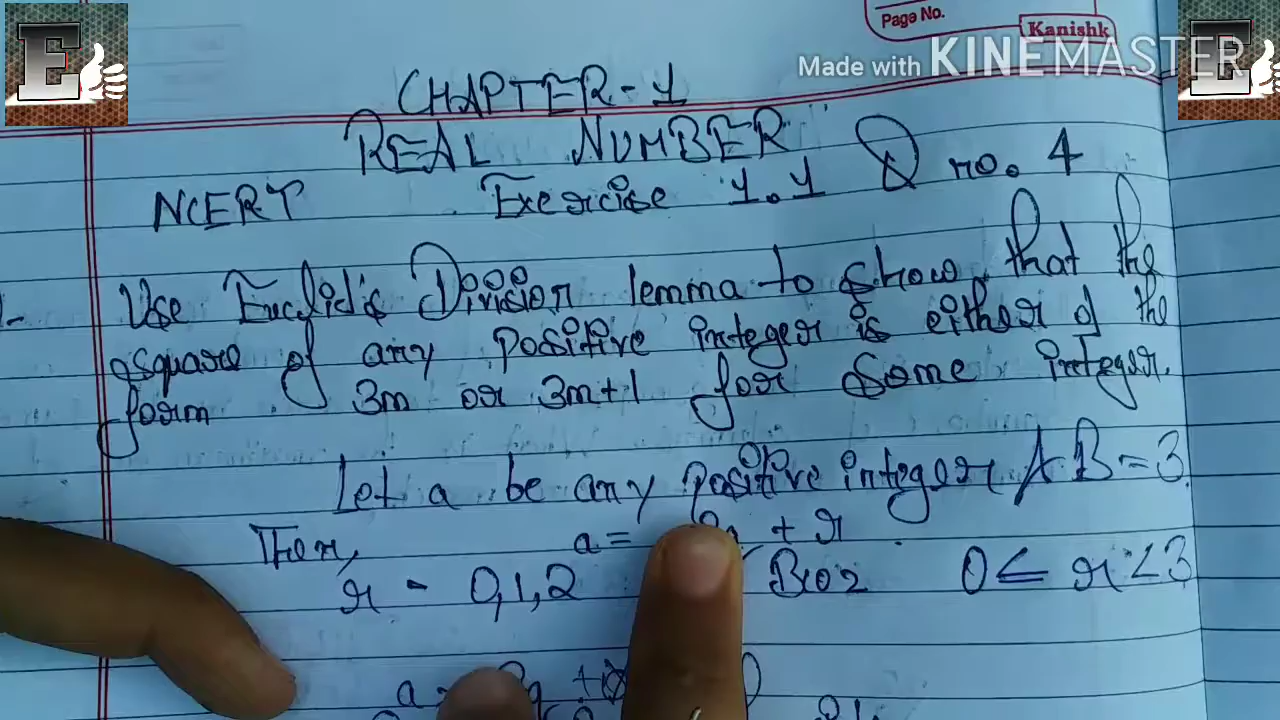 Page No.
Kanishk
Made with KINEMASTER
E
CHAPTER-1
REAL NUMBER
NCERT Exercise 1.1 Q no. 4
Use Euclid's Division lemma to show that the
square of any positive integer is either of the
form 3m or 3m+1 for some integer.
Let a be any positive integer & B=3
Then, a= + r
r - 0,1,2 Bcoz 0≤ r<3